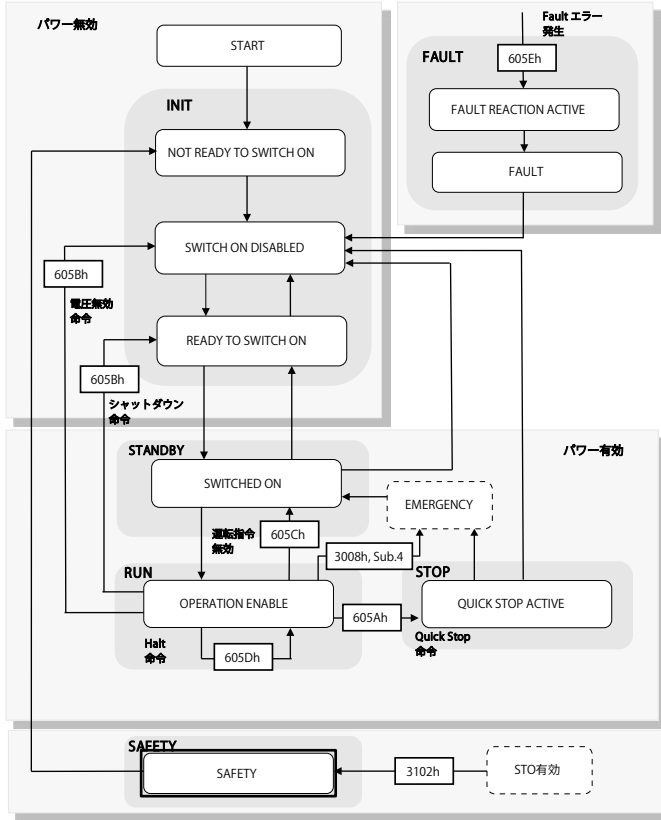 パワー無効
START
INIT
NOT READY TO SWITCH ON
SWITCH ON DISABLED
605Bh
電圧無効
命令
READY TO SWITCH ON
605Bh
シャットダウン
命令
Fault エラー
発生
605Eh
FAULT
FAULT REACTION ACTIVE
FAULT
パワー有効
STANDBY
SWITCHED ON
EMERGENCY
運転指令
無効
605Ch
3008h, Sub.4
RUN
OPERATION ENABLE
605Ah
STOP
QUICK STOP ACTIVE
Quick Stop
命令
Halt
命令
605Dh
SAFETY
SAFETY
3102h
STO有効